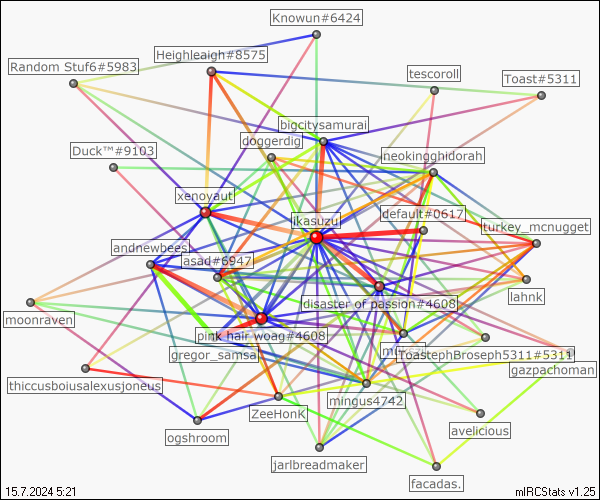 Knowun#6424
Heighleaigh#8575
Random Stuf6#5983
tescoroll
Toast#5311
bigcitysamurai
doggerdig
Duck™#9103
neokingghidorah
xenoyaut
ikasuzu
default#0617
turkey_mcnugget
andnewbees
asad#6947
lahnk
disaster of passion#4608
moonraven
pink hair woag#4608
ToastephBroseph5311#5311
gregor_samsa
gazpachoman
thiccusboiusalexusjoneus
mingus4742
ZeeHonK
ogshroom
avelicious
jarlbreadmaker
facadas.
15.7.2024 5:21
mIRCStats v1.25